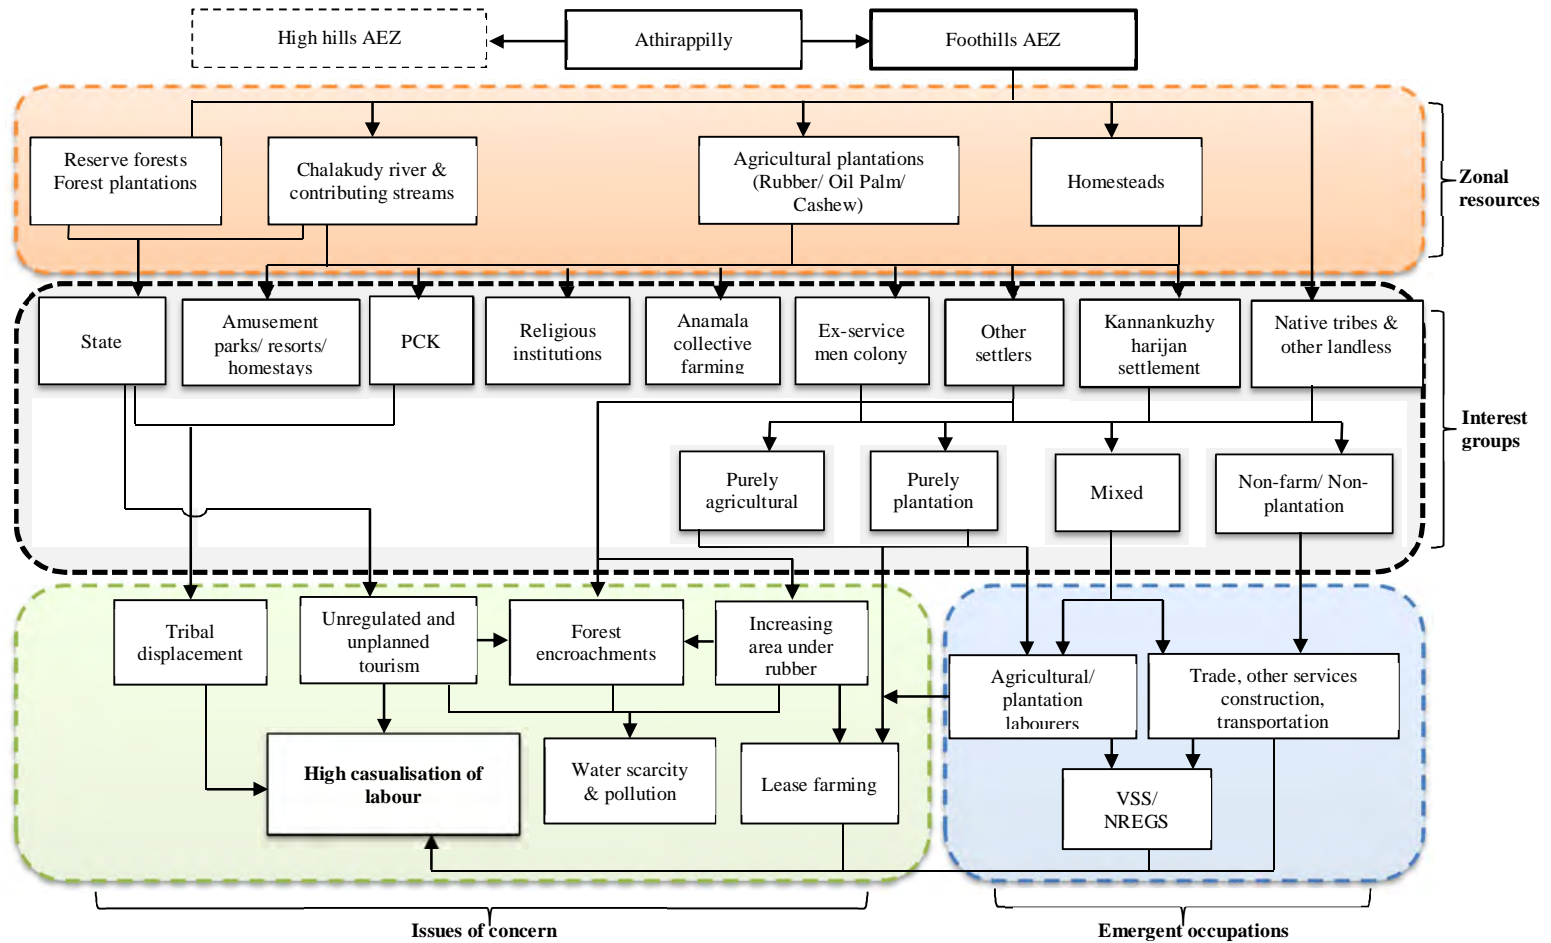 High hills AEZ
Athirappilly
Foothills AEZ
Reserve forests
Forest plantations
Chalakudy river &
contributing streams
Agricultural plantations
(Rubber/ Oil Palm/
Cashew)
Homesteads
Zonal
resources
State
Amusement
parks/ resorts/
homestays
PCK
Religious
institutions
Anamala
collective
farming
Ex-service
men colony
Other
settlers
Kannankuzhy
harijan
settlement
Native tribes &
other landless
Interest
groups
Purely
agricultural
Purely
plantation
Mixed
Non-farm/ Non-
plantation
Tribal
displacement
Unregulated and
unplanned
tourism
Forest
encroachments
Increasing
area under
rubber
Agricultural/
plantation
labourers
Trade, other services
construction,
transportation
High casualisation of
labour
Water scarcity
& pollution
Lease farming
VSS/
NREGS
Issues of concern
Emergent occupations